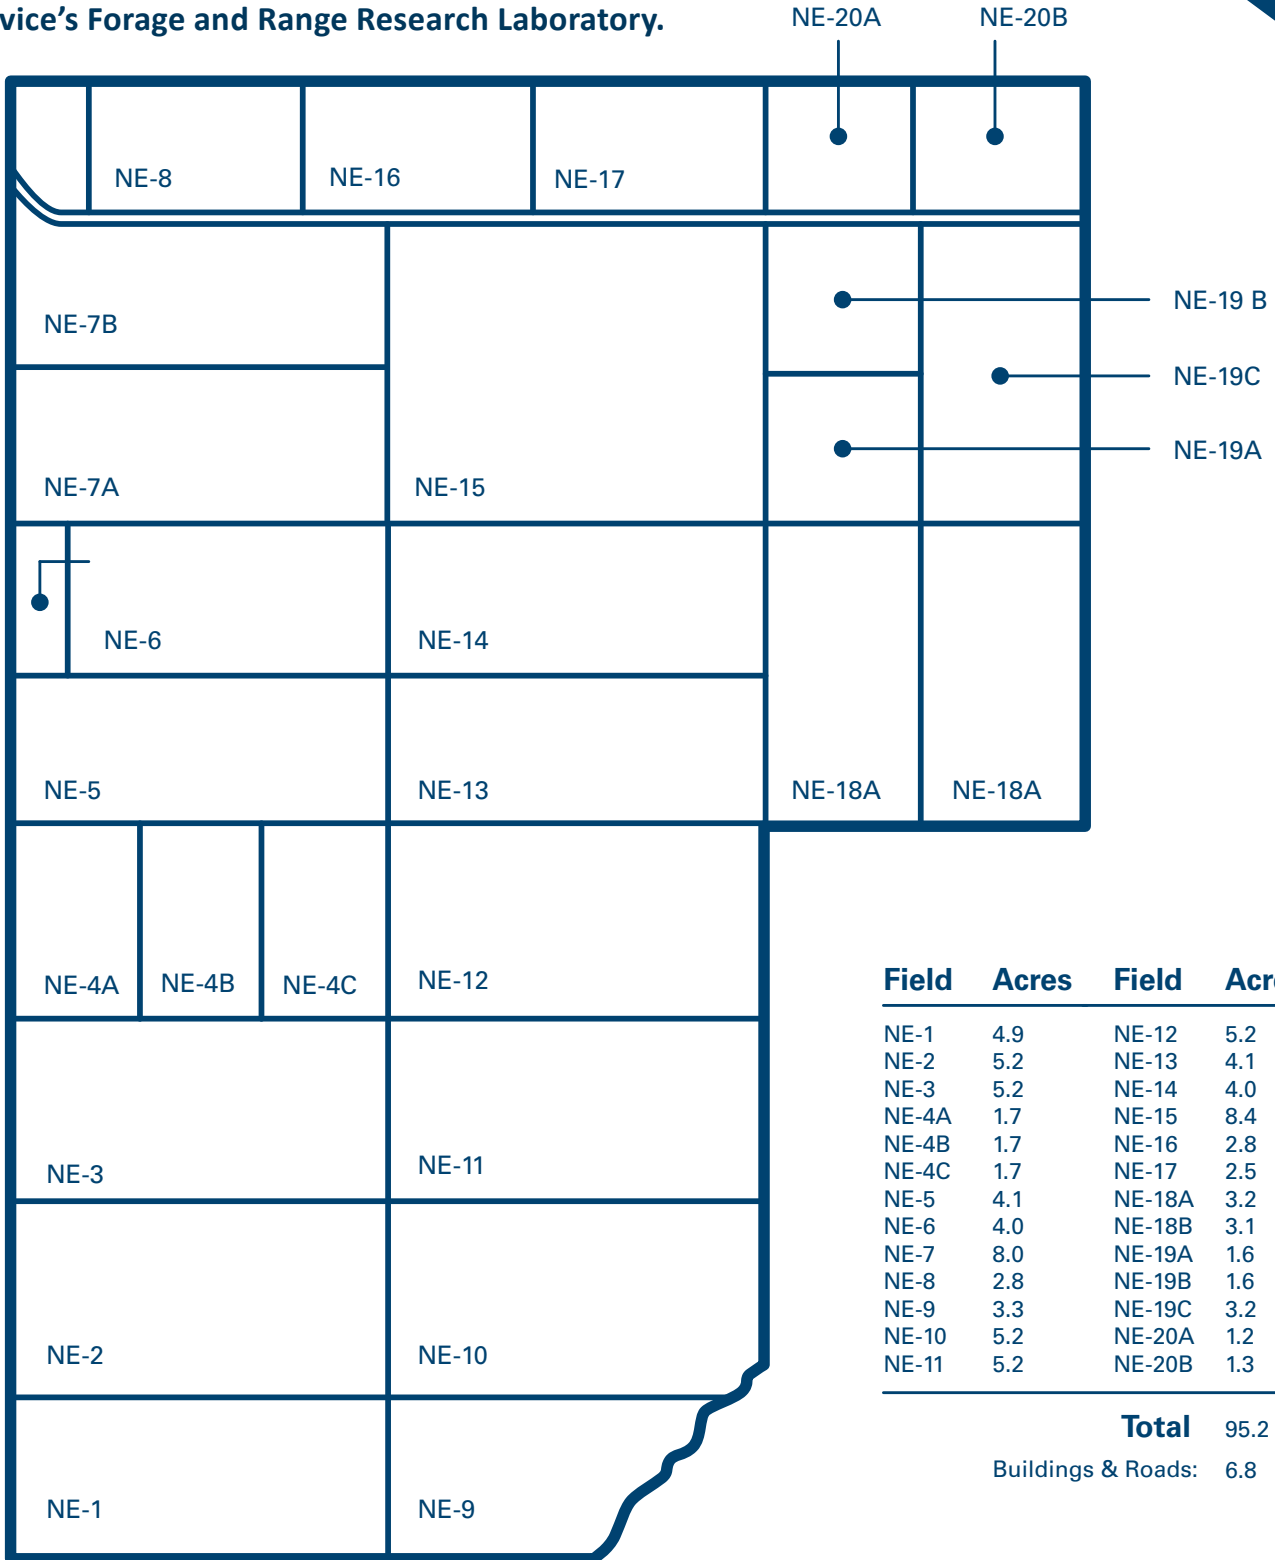 vice's Forage and Range Research Laboratory.
NE-20A NE-20B
NE-8 NE-16 NE-17
NE-19 B
NE-7B
NE-19C
NE-19A
NE-7A NE-15
NE-6 NE-14
NE-5 NE-13 NE-18A NE-18A
NE-4A NE-4B NE-4C NE-12
NE-3 NE-11
NE-2 NE-10
NE-1 NE-9
Field Acres Field Acr
NE-1 4.9 NE-12 5.2
NE-2 5.2 NE-13 4.1
NE-3 5.2 NE-14 4.0
NE-4A 1.7 NE-15 8.4
NE-4B 1.7 NE-16 2.8
NE-4C 1.7 NE-17 2.5
NE-5 4.1 NE-18A 3.2
NE-6 4.0 NE-18B 3.1
NE-7 8.0 NE-19A 1.6
NE-8 2.8 NE-19B 1.6
NE-9 3.3 NE-19C 3.2
NE-10 5.2 NE-20A 1.2
NE-11 5.2 NE-20B 1.3
Total 95.2
Buildings & Roads: 6.8